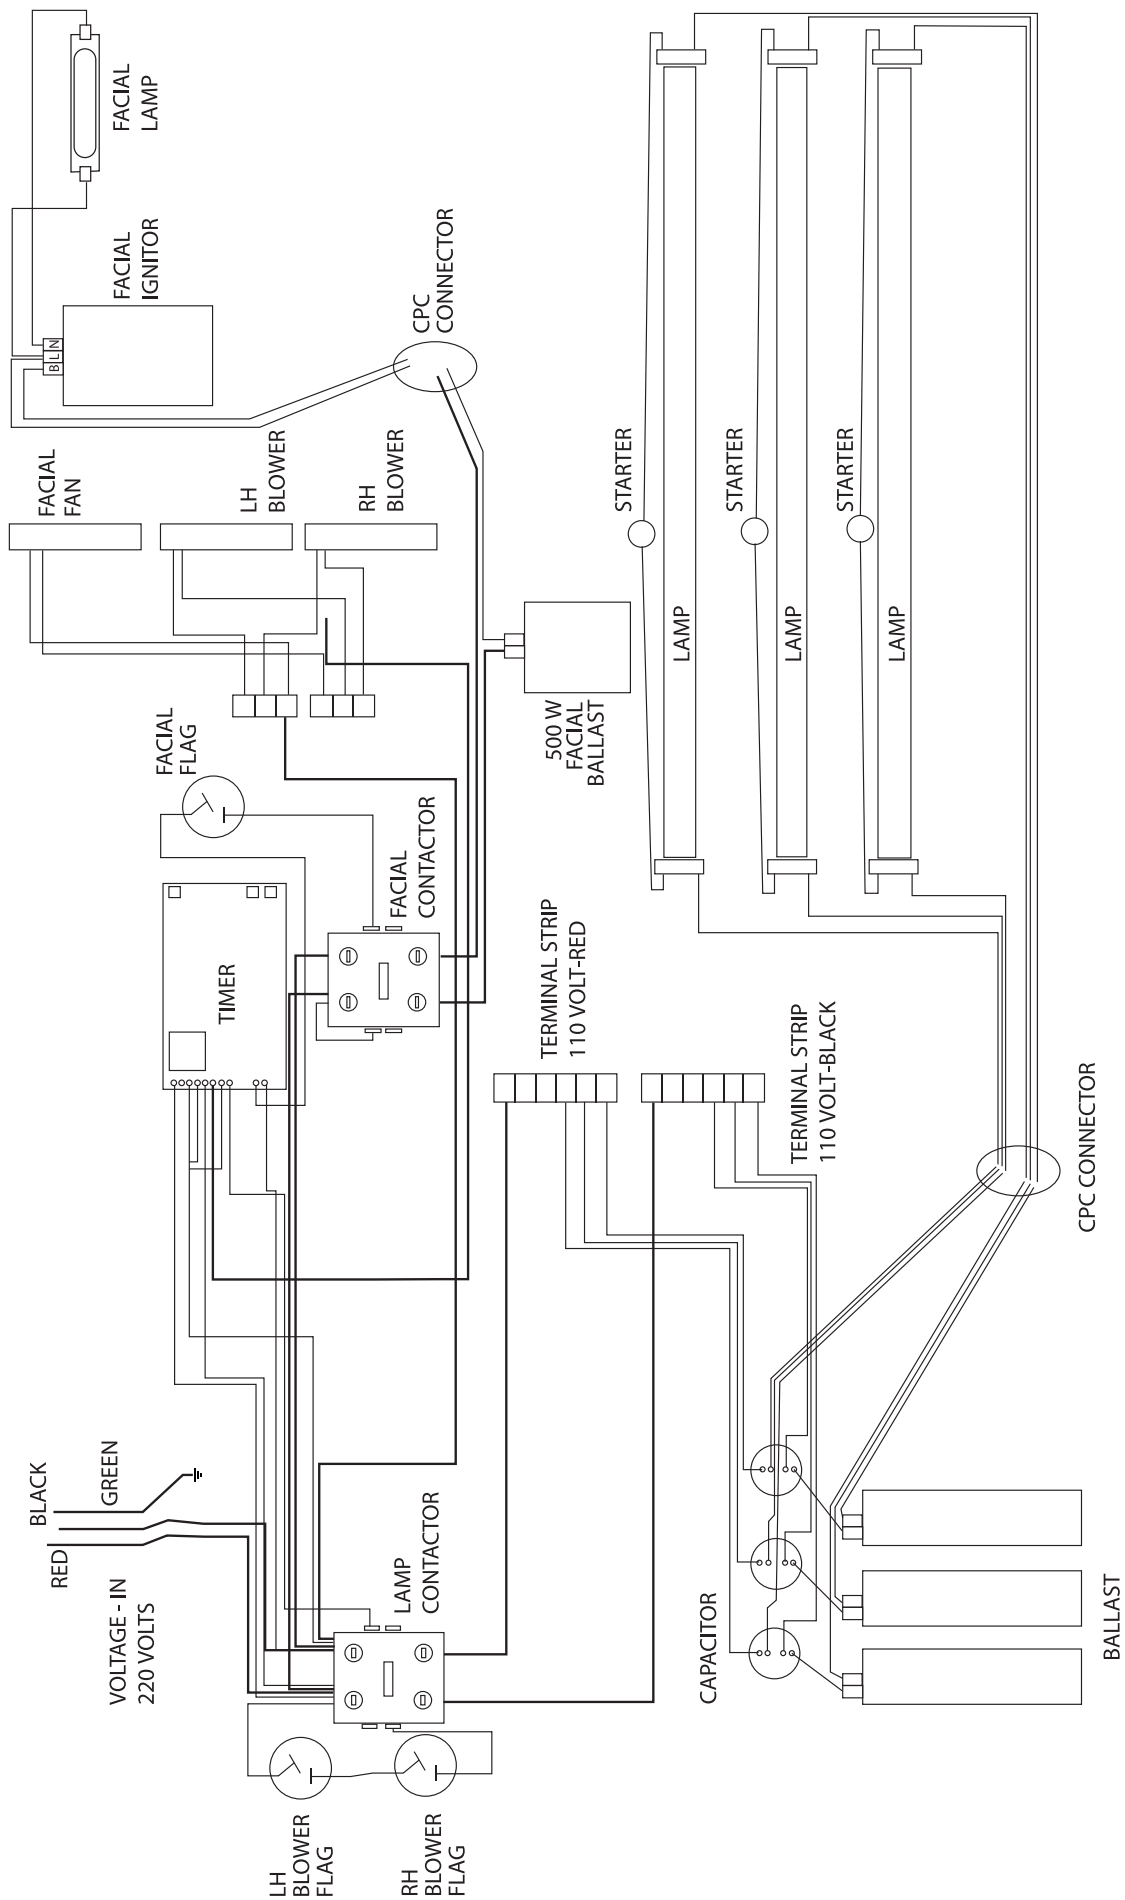 VOLTAGE - IN
220 VOLTS
RED
BLACK
GREEN
LH
BLOWER
FLAG
RH
BLOWER
FLAG
LAMP
CONTACTOR
TIMER
FACIAL
FLAG
FACIAL
CONTACTOR
FACIAL
FAN
LH
BLOWER
RH
BLOWER
FACIAL
IGNITOR
B L N
FACIAL
LAMP
CPC
CONNECTOR
500 W
FACIAL
BALLAST
TERMINAL STRIP
110 VOLT-RED
TERMINAL STRIP
110 VOLT-BLACK
STARTER
LAMP
STARTER
LAMP
STARTER
LAMP
CAPACITOR
BALLAST
CPC CONNECTOR